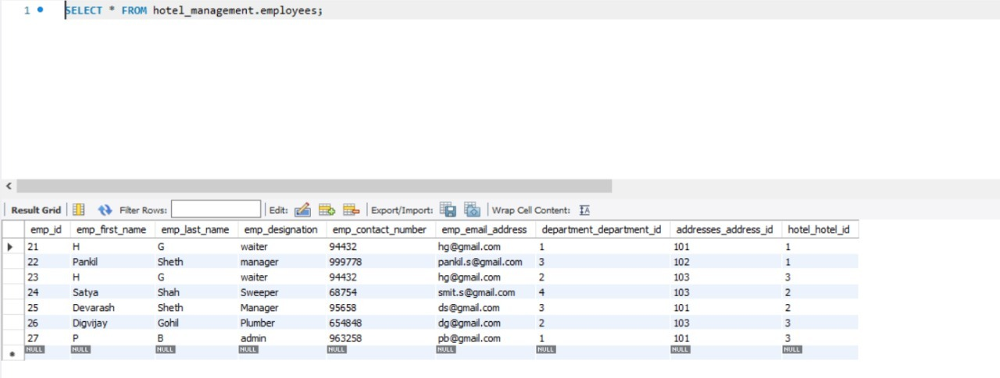 1 SELECT * FROM hotel_management.employees;
Result Grid Filter Rows: Edit: Export/Import: Wrap Cell Content:
emp_id emp_first_name emp_last_name emp_designation emp_contact_number emp_email_address department_department_id addresses_address_id hotel_hotel_id
21 H G waiter 94432 hg@gmail.com 1 101 1
22 Pankil Sheth manager 999778 pankil.s@gmail.com 3 102 1
23 H G waiter 94432 hg@gmail.com 2 103 3
24 Satya Shah Sweeper 68754 smit.s@gmail.com 4 103 2
25 Devarash Sheth Manager 95658 ds@gmail.com 3 101 2
26 Digvijay Gohil Plumber 654848 dg@gmail.com 2 103 3
27 P B admin 963258 pb@gmail.com 1 101 3
NULL NULL NULL NULL NULL NULL NULL NULL NULL